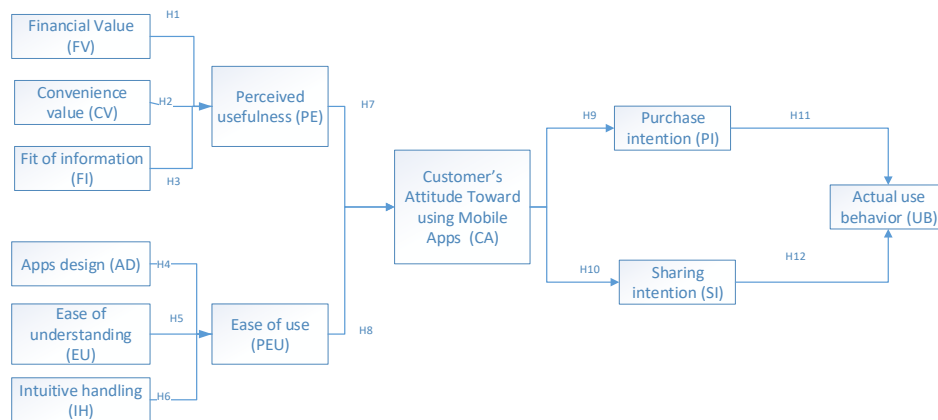 H1
Financial Value
(FV)
Convenience
value (CV)
H2
Fit of information
(FI)
H3
Perceived
usefulness (PE)
H7
Apps design (AD)
H4
Ease of
understanding
(EU)
H5
Intuitive handling
(IH)
H6
Ease of use
(PEU)
H8
Customer’s
Attitude Toward
using Mobile
Apps (CA)
H9
Purchase
intention (PI)
H11
H10
Sharing
intention (SI)
H12
Actual use
behavior (UB)